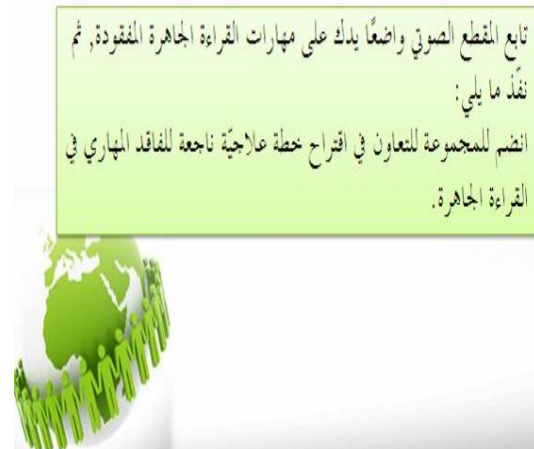 تابع المقطع الصوتي واضعًا يدك على مهارات القراءة الجاهرة المفقودة, ثم
نفّذ ما يلي:
انضم للمجموعة للتعاون في اقتراح خطة علاجيّة ناجعة للفاقد المهاري في
القراءة الجاهرة.